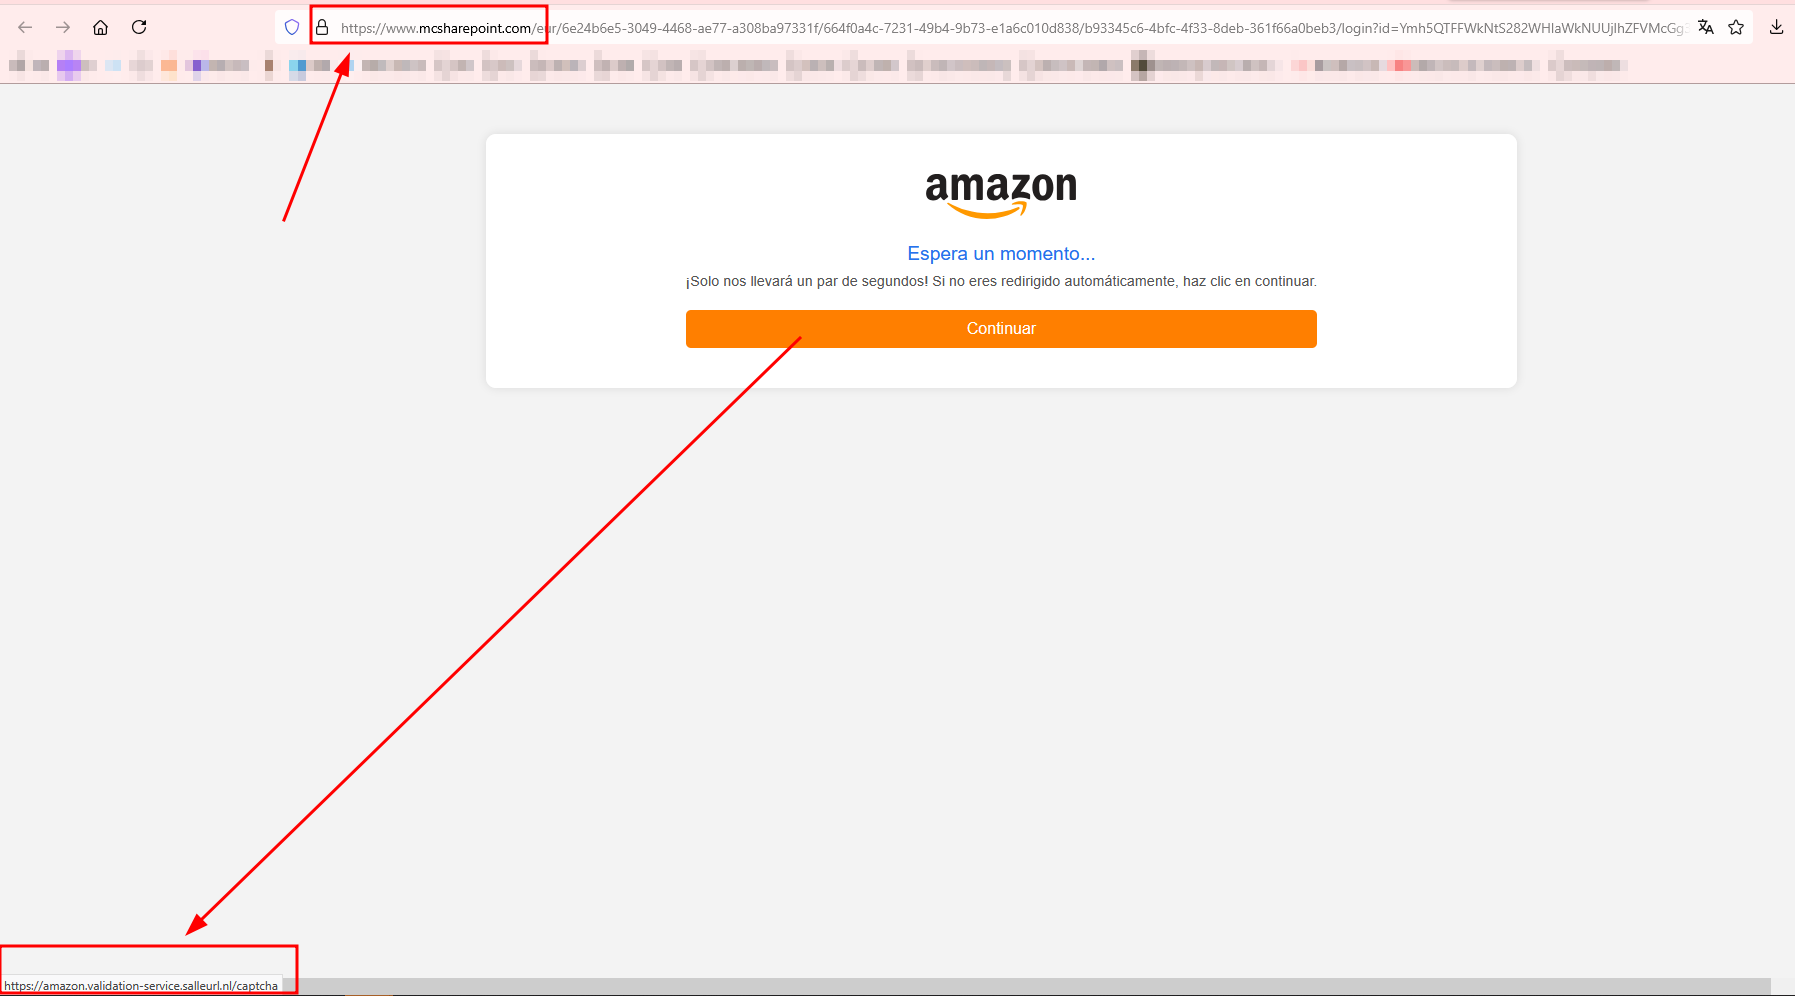 https://www.mcsharepoint.com/eur/6e24b6e5-3049-4468-ae77-a308ba97331f/664f0a4c-7231-49b4-9b73-e1a6c010d838/b93345c6-4bfc-4f33-8deb-361f66a0beb3/login?id=Ymh5QTFFWkNtS282WHlaWkNUUjlhZFVMcGg
amazon
Espera un momento...
¡Solo nos llevará un par de segundos! Si no eres redirigido automáticamente, haz clic en continuar.
Continuar
https://amazon.validation-service.salleurl.nl/captcha